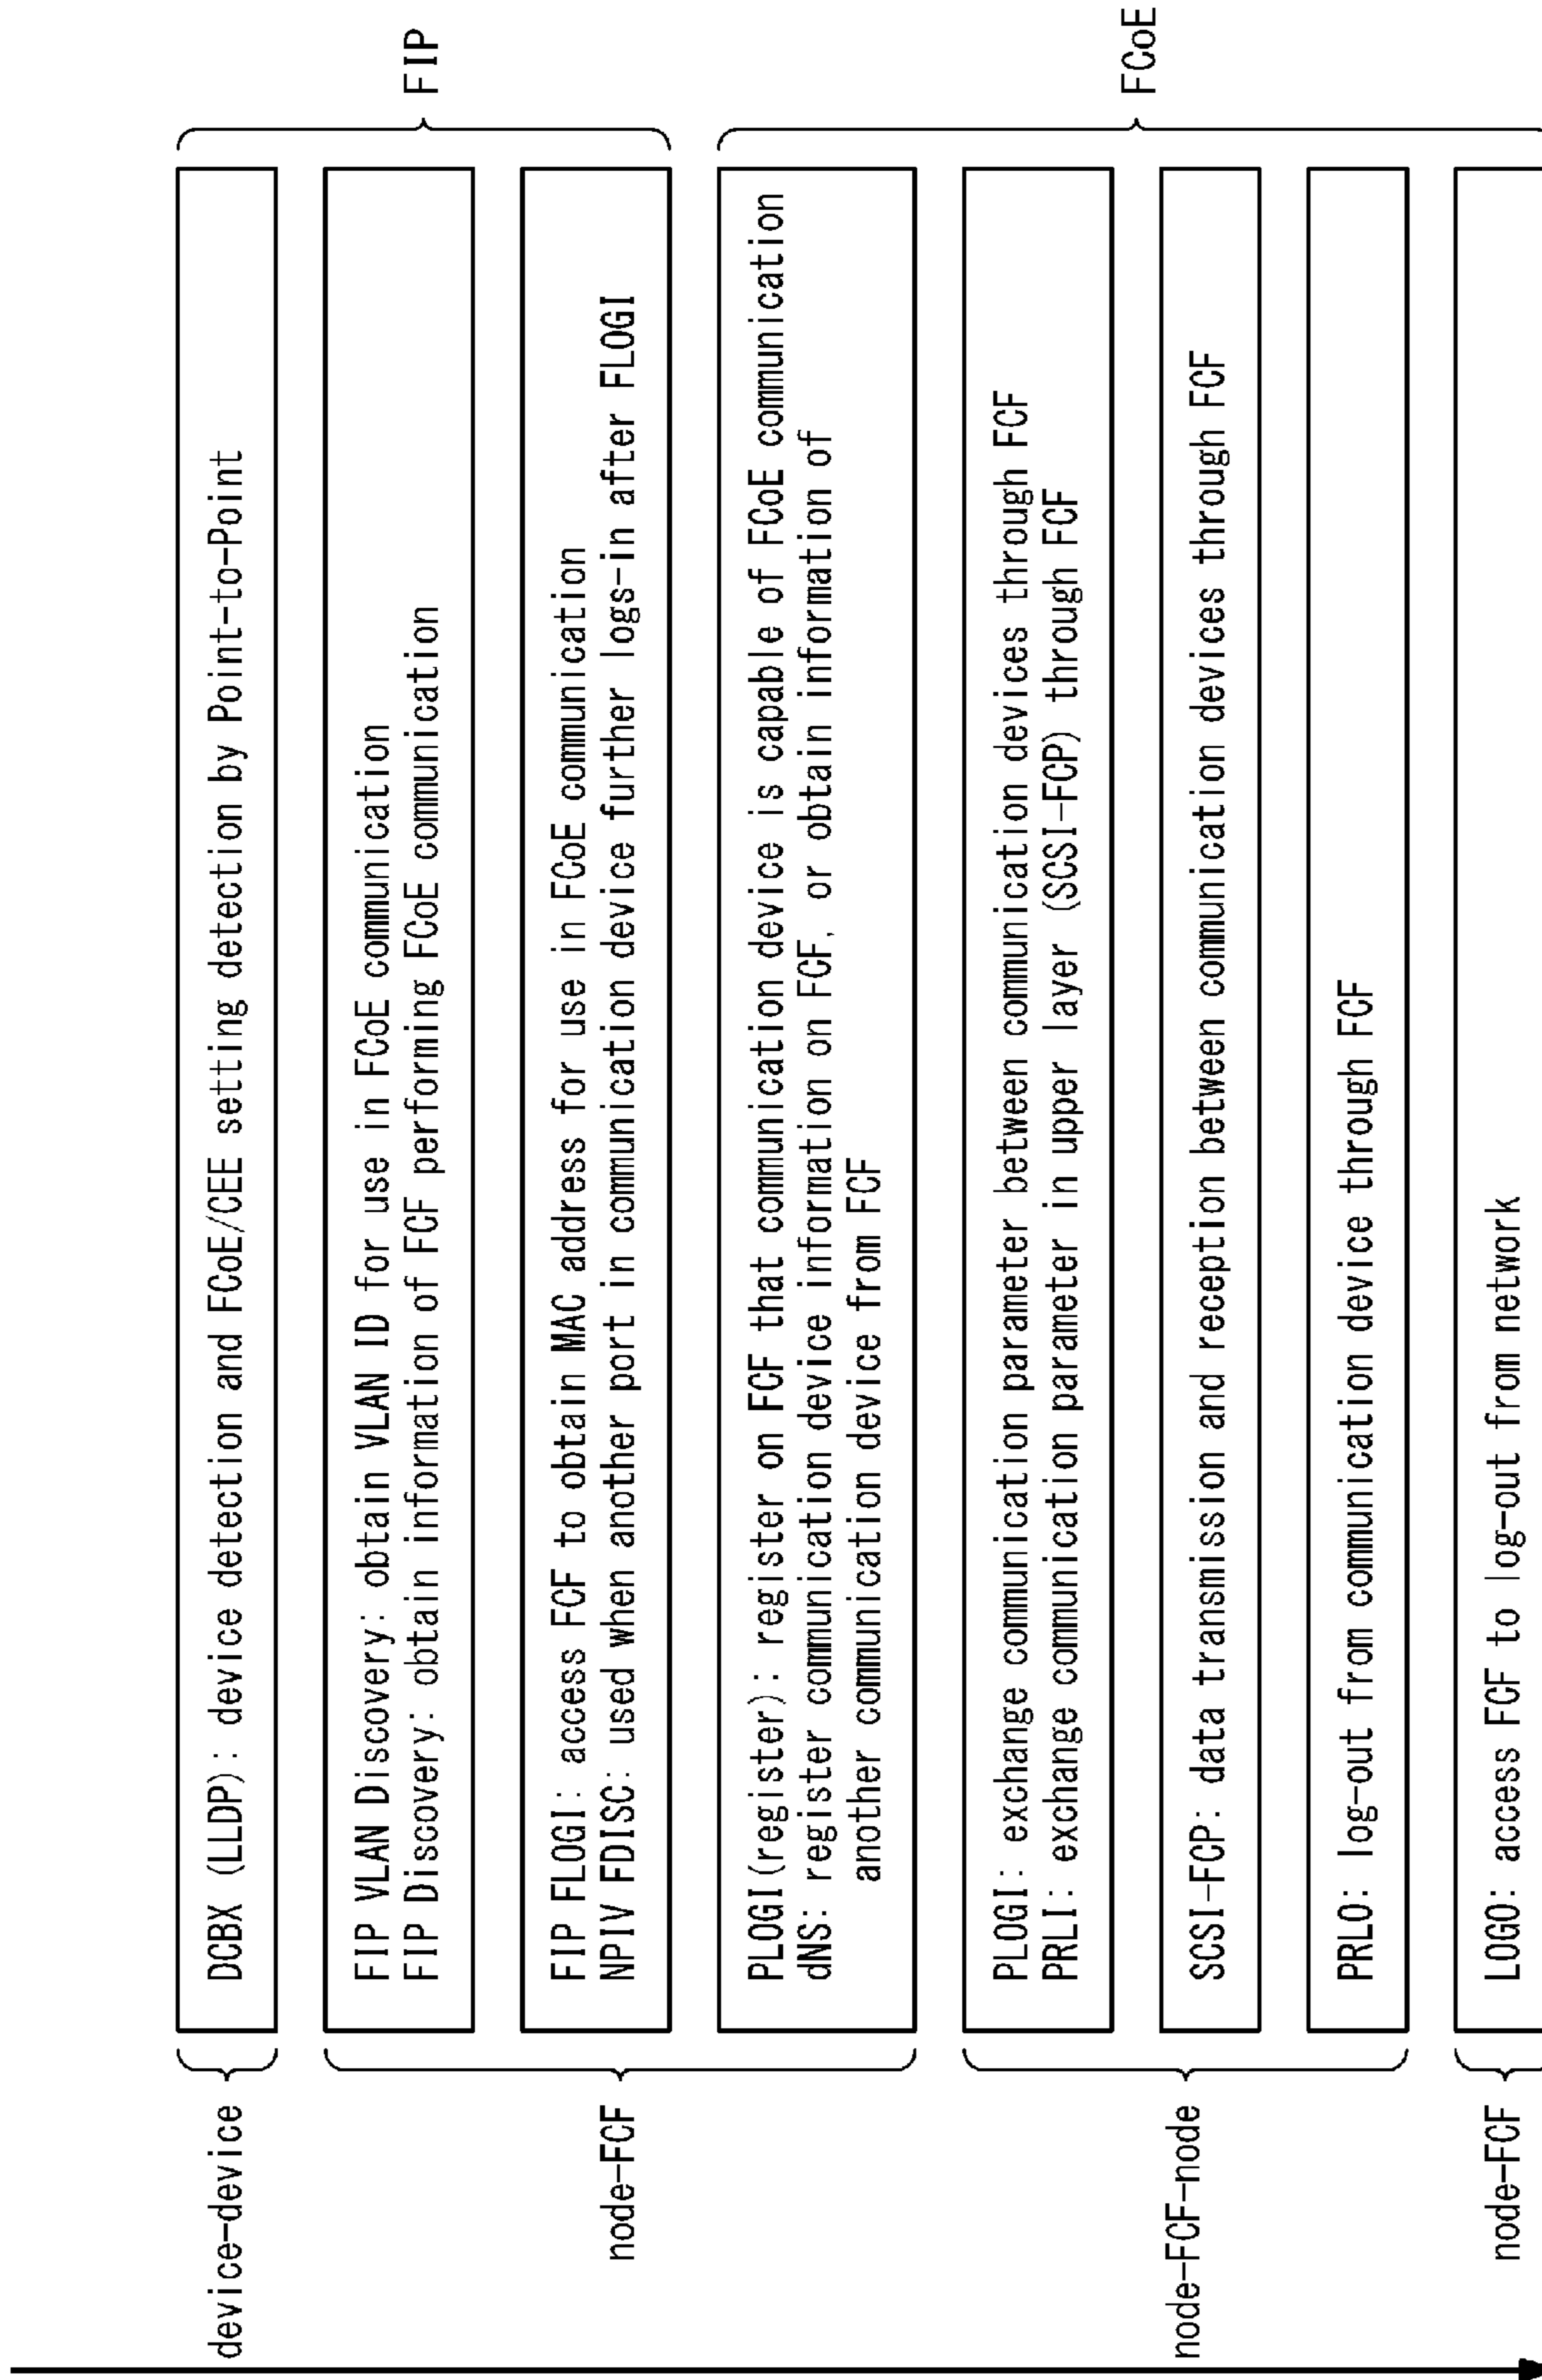 device-device
DCBX (LLDP): device detection and FCoE/CEE setting detection by Point-to-Point
FIP
node-FCF
FIP VLAN Discovery: obtain VLAN ID for use in FCoE communication
FIP Discovery: obtain information of FCF performing FCoE communication
FIP FLOGI: access FCF to obtain MAC address for use in FCoE communication
NPIV FDISC: used when another port in communication device further logs-in after FLOGI
PLOGI(register): register on FCF that communication device is capable of FCoE communication
dNS: register communication device information on FCF, or obtain information of
another communication device from FCF
FCoE
node-FCF-node
PLOGI: exchange communication parameter between communication devices through FCF
PRLI: exchange communication parameter in upper layer (SCSI-FCP) through FCF
SCSI-FCP: data transmission and reception between communication devices through FCF
PRLO: log-out from communication device through FCF
node-FCF
LOGO: access FCF to log-out from network